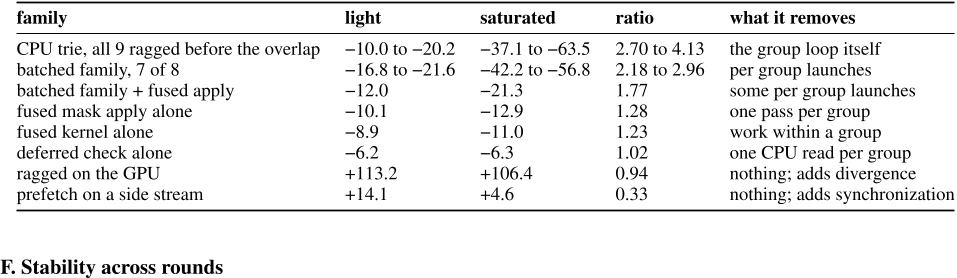 family light saturated ratio what it removes
CPU trie, all 9 ragged before the overlap −10.0 to −20.2 −37.1 to −63.5 2.70 to 4.13 the group loop itself
batched family, 7 of 8 −16.8 to −21.6 −42.2 to −56.8 2.18 to 2.96 per group launches
batched family + fused apply −12.0 −21.3 1.77 some per group launches
fused mask apply alone −10.1 −12.9 1.28 one pass per group
fused kernel alone −8.9 −11.0 1.23 work within a group
deferred check alone −6.2 −6.3 1.02 one CPU read per group
ragged on the GPU +113.2 +106.4 0.94 nothing; adds divergence
prefetch on a side stream +14.1 +4.6 0.33 nothing; adds synchronization
F. Stability across rounds